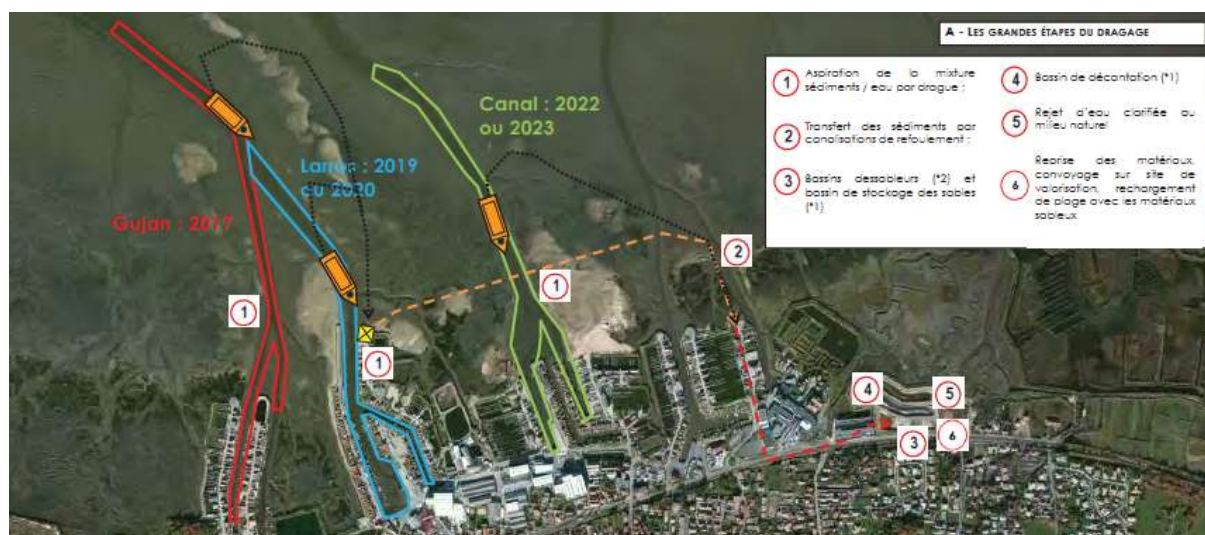 A - LES GRANDES ÉTAPES DU DRAGAGE
1 Aspiration de la mixture
sédiments / eau par drague ;
2 Transfert des sédiments par
canalisations de refoulement ;
3 Bassins dessableurs (*2) et
bassin de stockage des sables
(*1)
4 Bassin de décantation (*1)
5 Rejet d'eau clarifiée au
milieu naturel
6 Reprise des matériaux,
convoyage sur site de
valorisation, rechargement
de plage avec les matériaux
sableux
Canal : 2022
ou 2023
Larros : 2019
ou 2020
Gujan : 2017
1
1
1
2
4
5
3
6